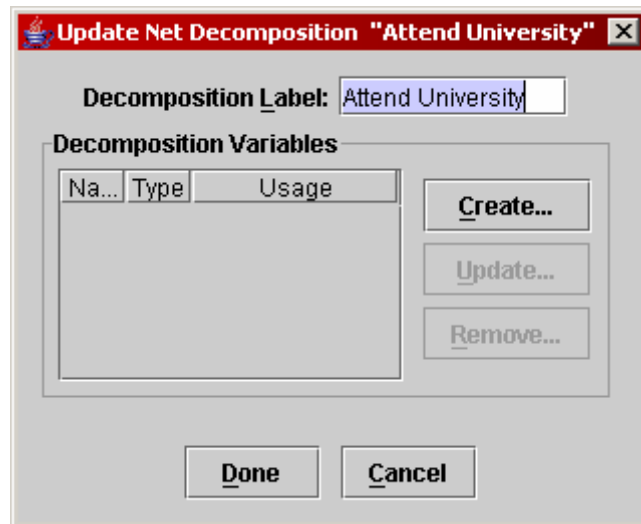 Update Net Decomposition "Attend University"
Decomposition Label: Attend University
Decomposition Variables
Na... Type Usage
Create...
Update...
Remove...
Done Cancel